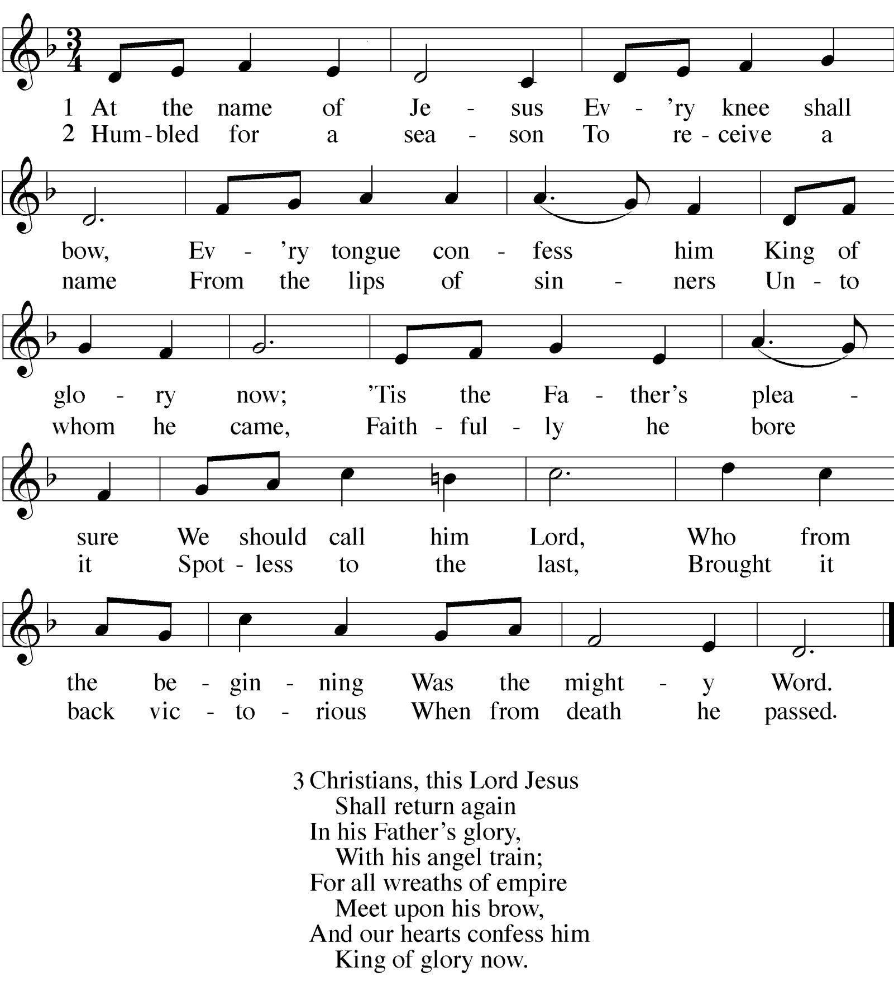 3
4
1 At the name of Je - sus Ev - ’ry knee shall
2 Hum - bled for a sea - son To re - ceive a
bow, Ev - ’ry tongue con - fess him King of
name From the lips of sin - ners Un - to
glo - ry now; ’Tis the Fa - ther’s plea -
whom he came, Faith - ful - ly he bore
sure We should call him Lord, Who from
it Spot - less to the last, Brought it
the be - gin - ning Was the might - y Word.
back vic - to - rious When from death he passed.
3 Christians, this Lord Jesus
Shall return again
In his Father’s glory,
With his angel train;
For all wreaths of empire
Meet upon his brow,
And our hearts confess him
King of glory now.